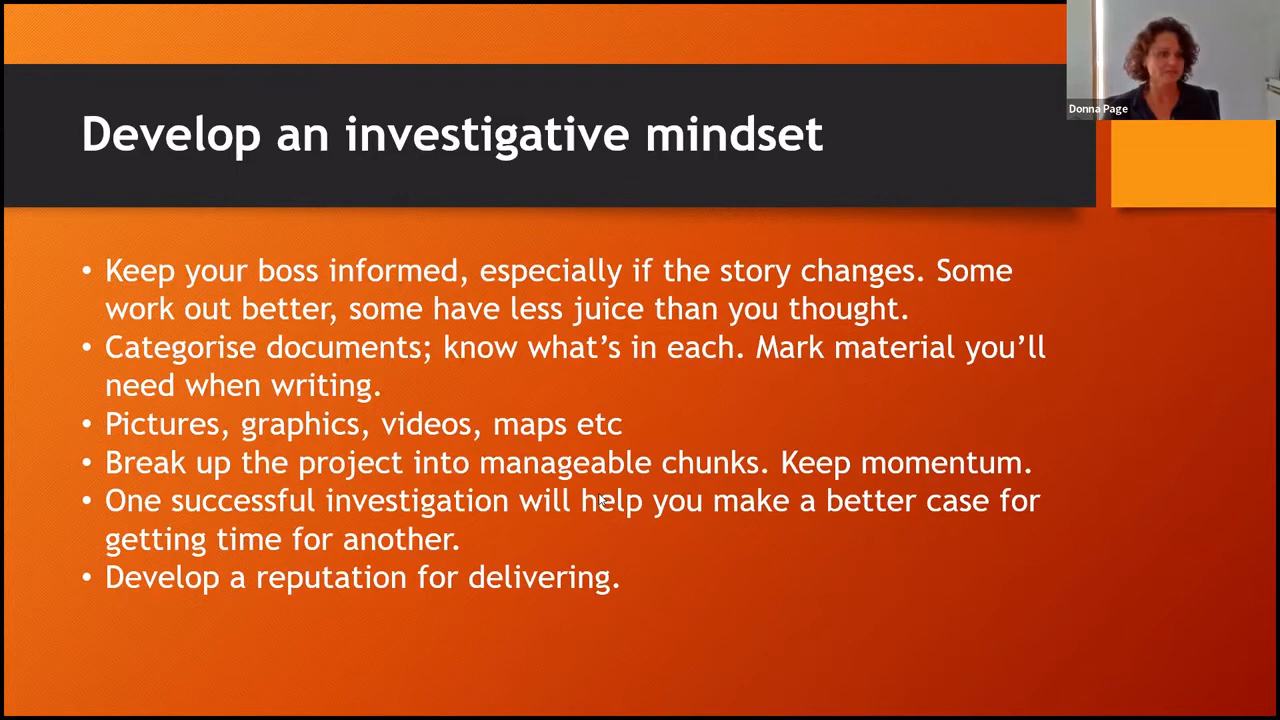 Develop an investigative mindset
Donna Page
• Keep your boss informed, especially if the story changes. Some
work out better, some have less juice than you thought.
• Categorise documents; know what’s in each. Mark material you’ll
need when writing.
• Pictures, graphics, videos, maps etc
• Break up the project into manageable chunks. Keep momentum.
• One successful investigation will help you make a better case for
getting time for another.
• Develop a reputation for delivering.